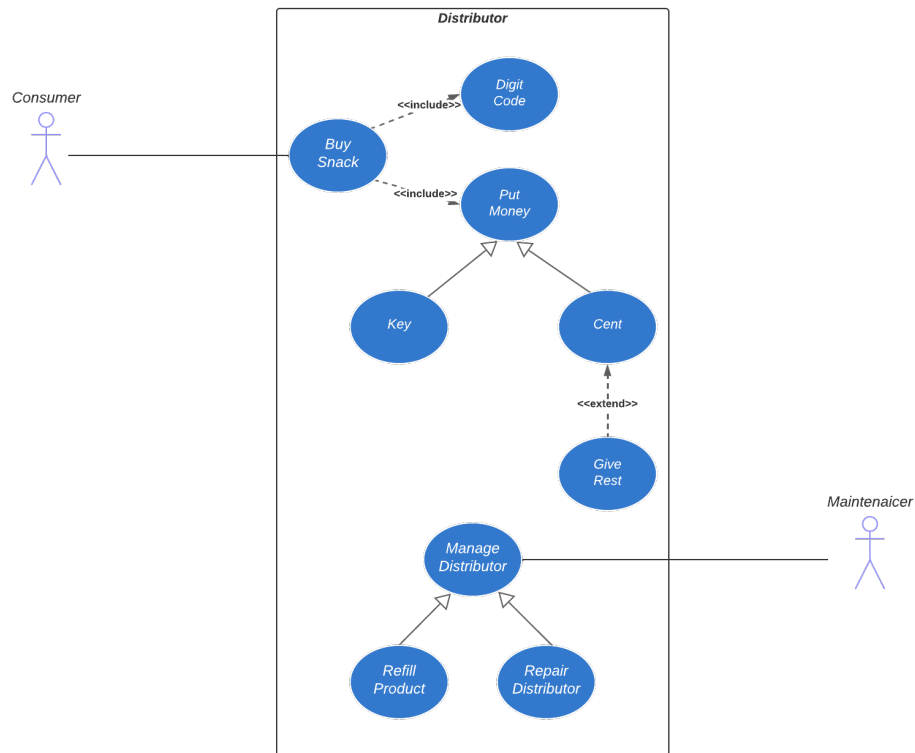 Distributor
Consumer
Digit
Code
<<include>>
Buy
Snack
<<include>>
Put
Money
Key
Cent
<<extend>>
Give
Rest
Maintenaicer
Manage
Distributor
Refill
Product
Repair
Distributor